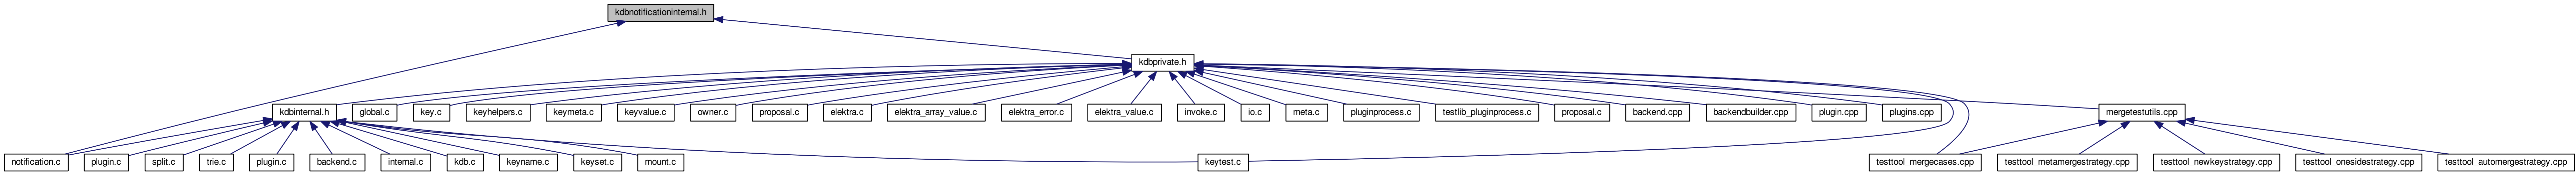 kdbnotificationinternal.h
kdbprivate.h
kdbinternal.h
global.c
key.c
keyhelpers.c
keymeta.c
keyvalue.c
owner.c
proposal.c
elektra.c
elektra_array_value.c
elektra_error.c
elektra_value.c
invoke.c
io.c
meta.c
pluginprocess.c
testlib_pluginprocess.c
proposal.c
backend.cpp
backendbuilder.cpp
plugin.cpp
plugins.cpp
mergetestutils.cpp
notification.c
plugin.c
split.c
trie.c
plugin.c
backend.c
internal.c
kdb.c
keyname.c
keyset.c
mount.c
keytest.c
testtool_mergecases.cpp
testtool_metamergestrategy.cpp
testtool_newkeystrategy.cpp
testtool_onesidestrategy.cpp
testtool_automergestrategy.cpp